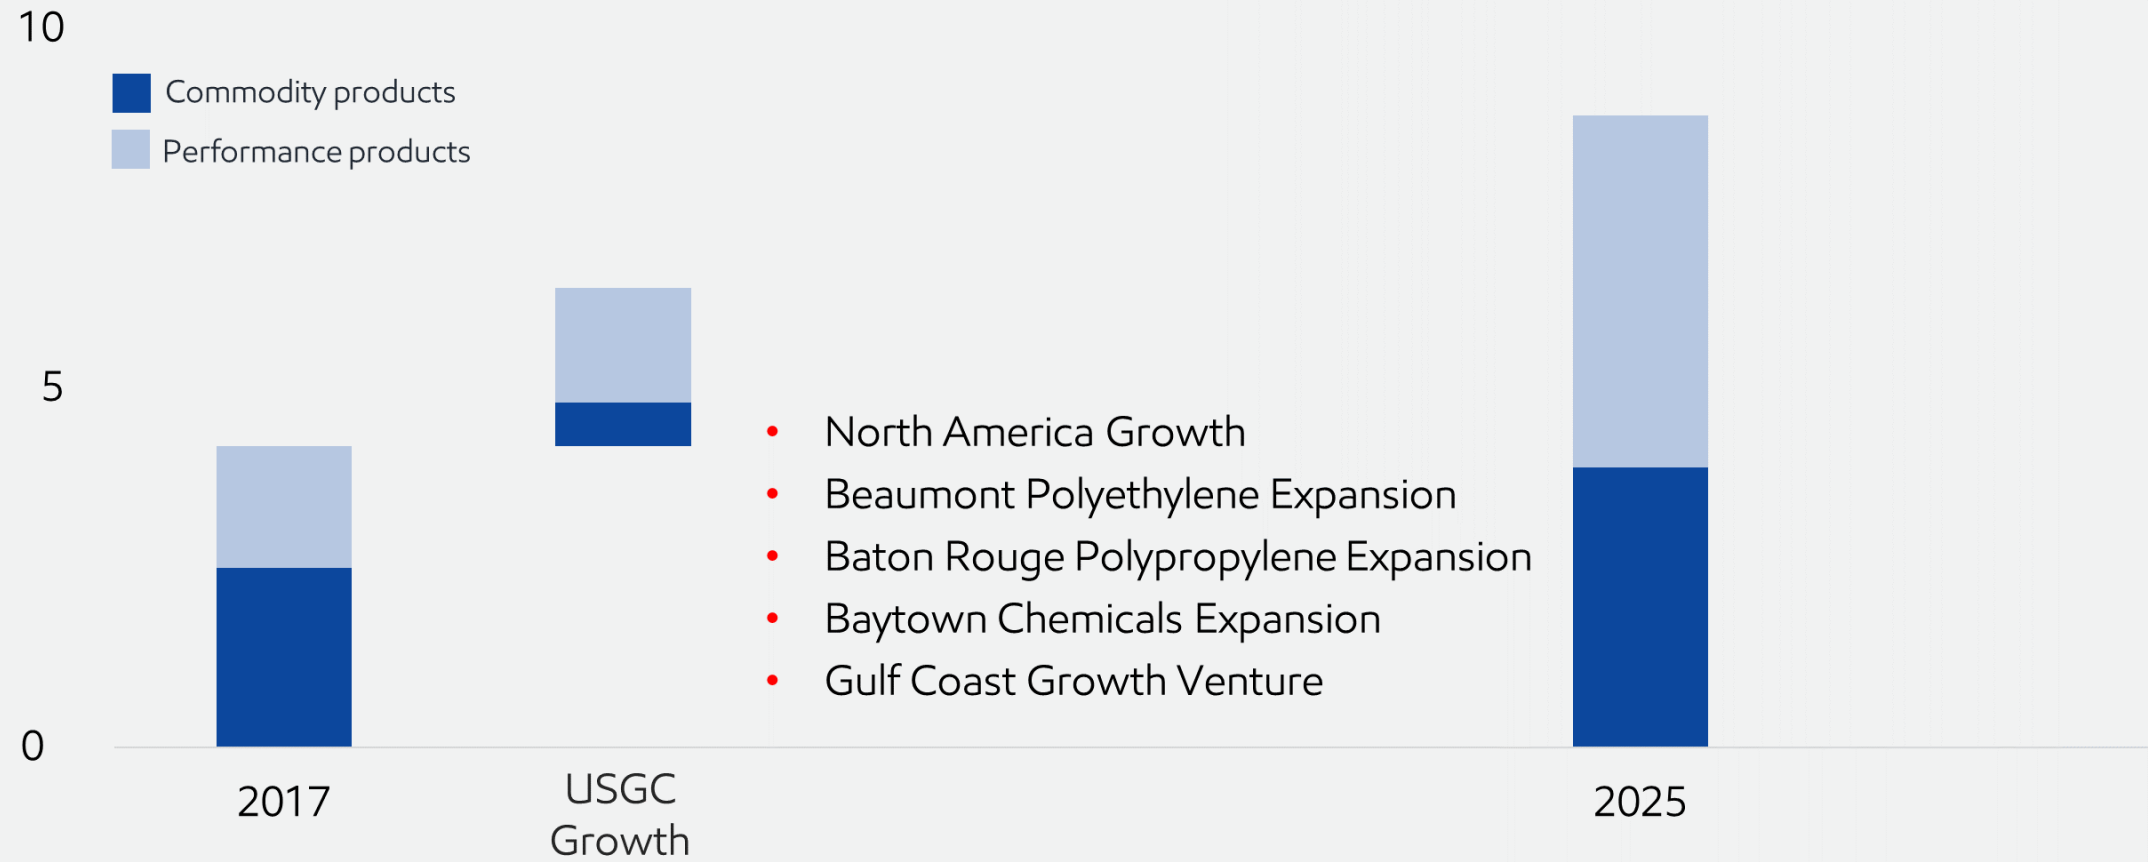 10
Commodity products
Performance products
5
• North America Growth
• Beaumont Polyethylene Expansion
• Baton Rouge Polypropylene Expansion
• Baytown Chemicals Expansion
• Gulf Coast Growth Venture
0
2017
USGC
Growth
2025